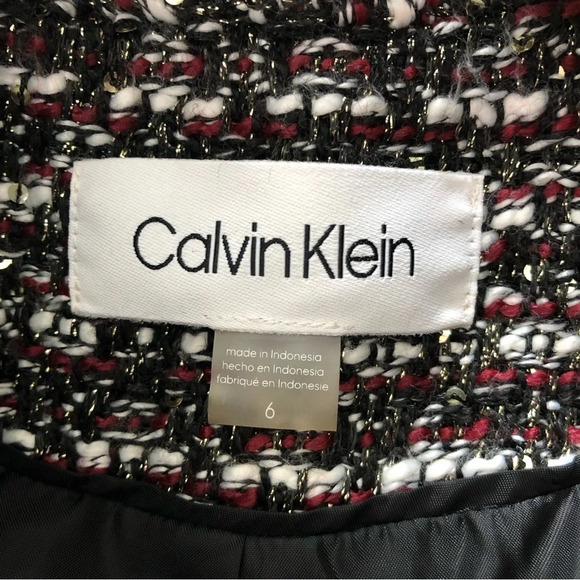 Calvin Klein
made in Indonesia
hecho en Indonesia
fabriqué en Indonesie
6